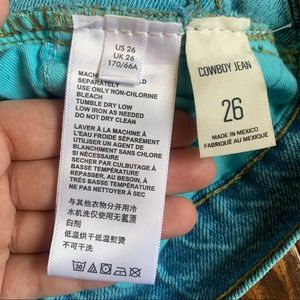 US 26
UK 26
170/66A
MACHINE WASH COLD
SEPARATELY
USE ONLY NON-CHLORINE
BLEACH
TUMBLE DRY LOW
LOW IRON AS NEEDED
DO NOT DRY CLEAN
LAVER À LA MACHINE À
L'EAU FROIDE SÉPARÉMENT
UTILISER UN AGENT DE
BLANCHIMENT SANS CHLORE
SI NÉCESSAIRE
SECHER PAR CULBUTAGE À
BASSE TEMPÉRATURE
REPASSER, AU BESOIN, À
TRÈS BASSE TEMPÉRATURE
NE PAS NETTOYER À SEC
与其他衣物分开用冷
水机洗仅使用无氯漂
白剂
低温烘干低温熨烫
不可干洗
30
COWBOY JEAN
26
MADE IN MEXICO
FABRIQUÉ AU MEXIQUE